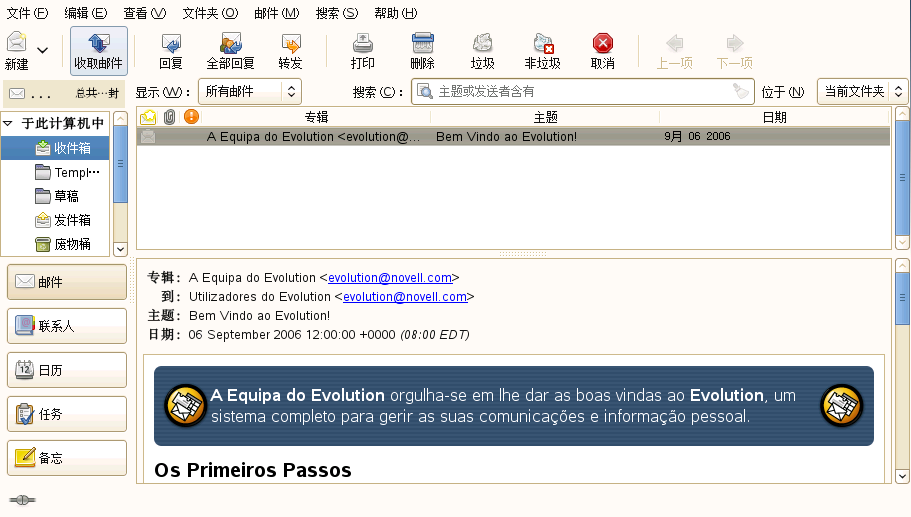 文件(F) 编辑(E) 查看(V) 文件夹(O) 邮件(M) 搜索(S) 帮助(H)
新建 收取邮件 回复 全部回复 转发 打印 删除 垃圾 非垃圾 取消 上一项 下一项
... 总共⋯封 显示(W)： 所有邮件 搜索(C)： 主题或发送者含有 位于(N) 当前文件夹
于此计算机中
收件箱
Templ⋯
草稿
发件箱
废物桶
邮件
联系人
12 日历
任务
备忘
专辑 主题 日期
A Equipa do Evolution <evolution@... Bem Vindo ao Evolution! 9月 06 2006
专辑： A Equipa do Evolution <evolution@novell.com>
到： Utilizadores do Evolution <evolution@novell.com>
主题： Bem Vindo ao Evolution!
日期： 06 September 2006 12:00:00 +0000 (08:00 EDT)
A Equipa do Evolution orgulha-se em lhe dar as boas vindas ao Evolution, um
sistema completo para gerir as suas comunicações e informação pessoal.
Os Primeiros Passos